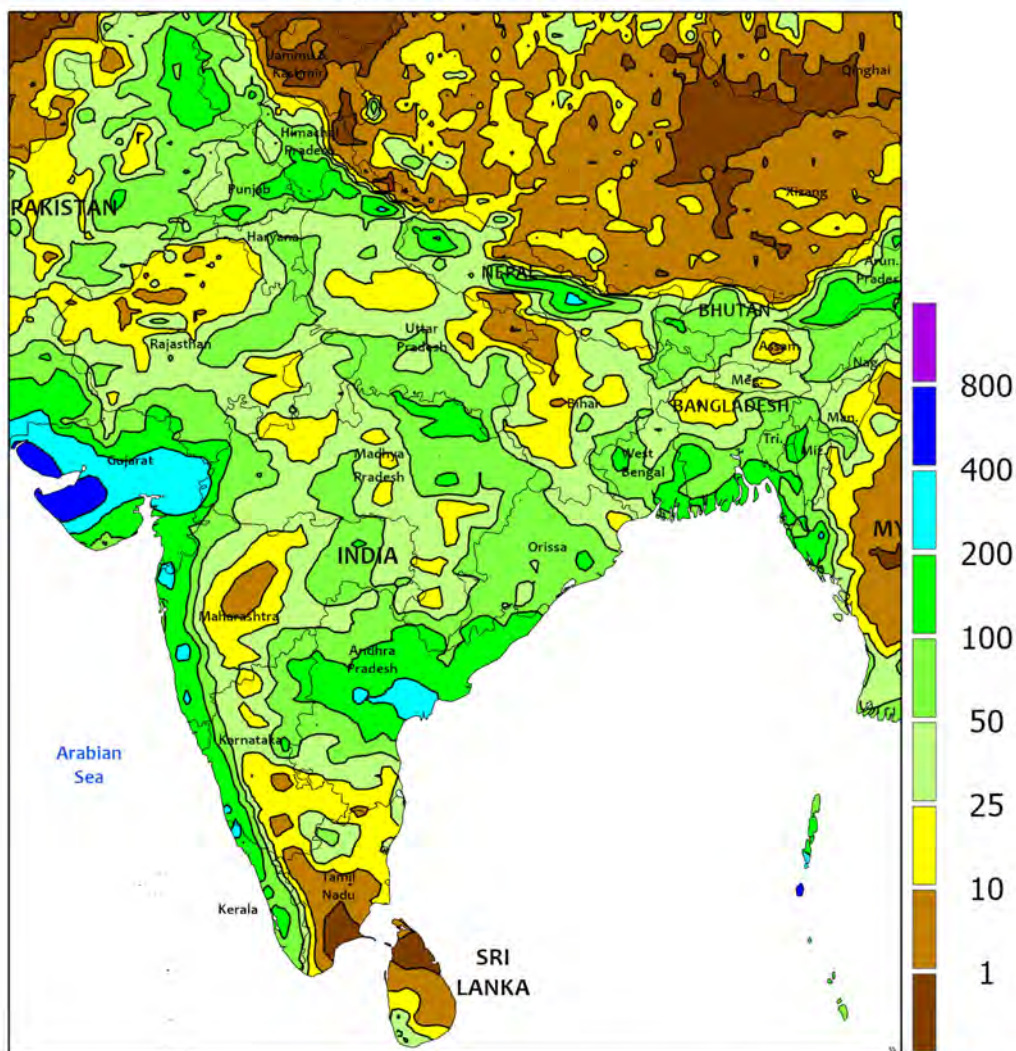 Jammu &
Kashmir
Qinghai
Himachal
Pradesh
Punjab
Xizang
PAKISTAN
Haryana
Arun.
Prades
NEPAL
BHUTAN
Uttar
Pradesh
Rajasthan
Assam
Nag.
Meg.
800
Bihar
BANGLADESH
Man.
Tri.
Miz.
West
Bengal
Gujarat
Madhya
Pradesh
400
MY
INDIA
Orissa
200
Maharashtra
100
Andhra
Pradesh
50
Karnataka
Arabian
Sea
25
10
Tamil
Nadu
Kerala
SRI
LANKA
1